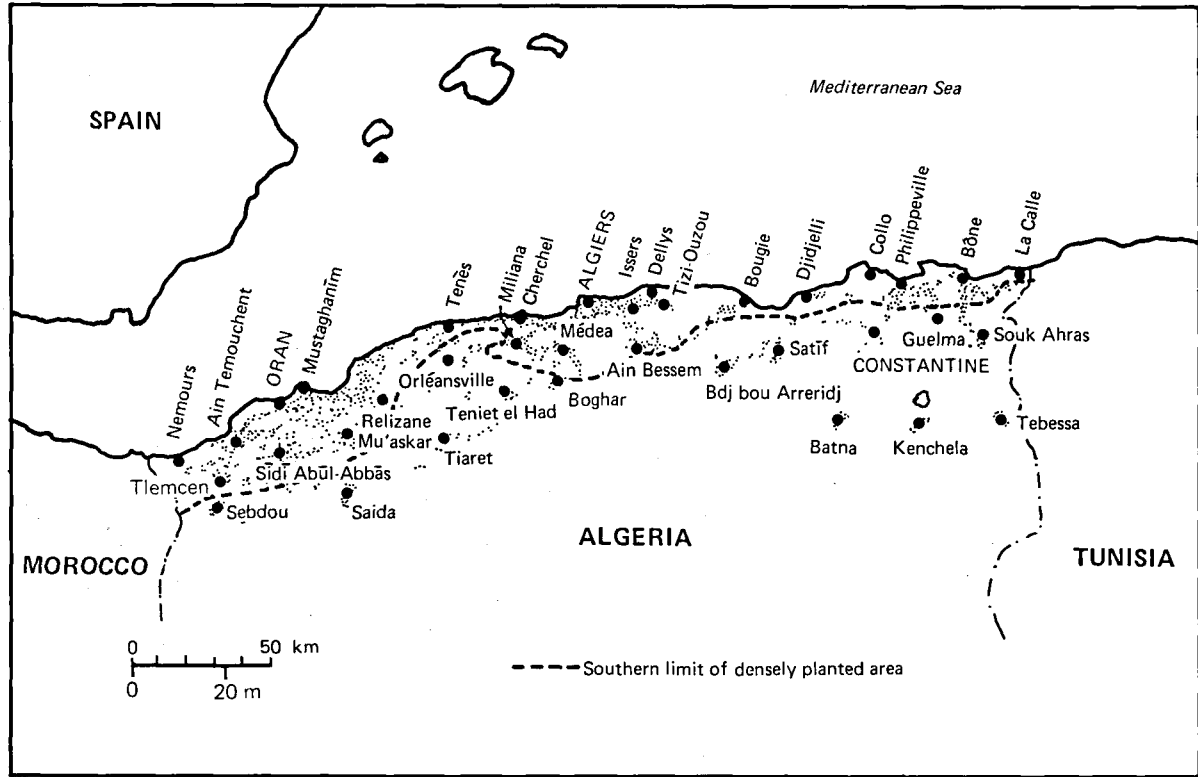 Mediterranean Sea
SPAIN
Nemours
Ain Temouchent
ORAN
Mustaghanim
Tenès
Miliana
Cherchel
ALGIERS
Issers
Dellys
Tizi-Ouzou
Bougie
Djidjelli
Collo
Philippeville
Bône
La Calle
Médea
Orléansville
Ain Bessem
Satīf
Guelma
Souk Ahras
CONSTANTINE
Bdj bou Arreridj
Boghar
Teniet el Had
Relizane
Mu'askar
Tiaret
Batna
Kenchela
Tebessa
Sīdī Abūl-Abbās
Tlemcen
Sebdou
Saida
ALGERIA
MOROCCO
TUNISIA
0 50 km
0 20 m
Southern limit of densely planted area